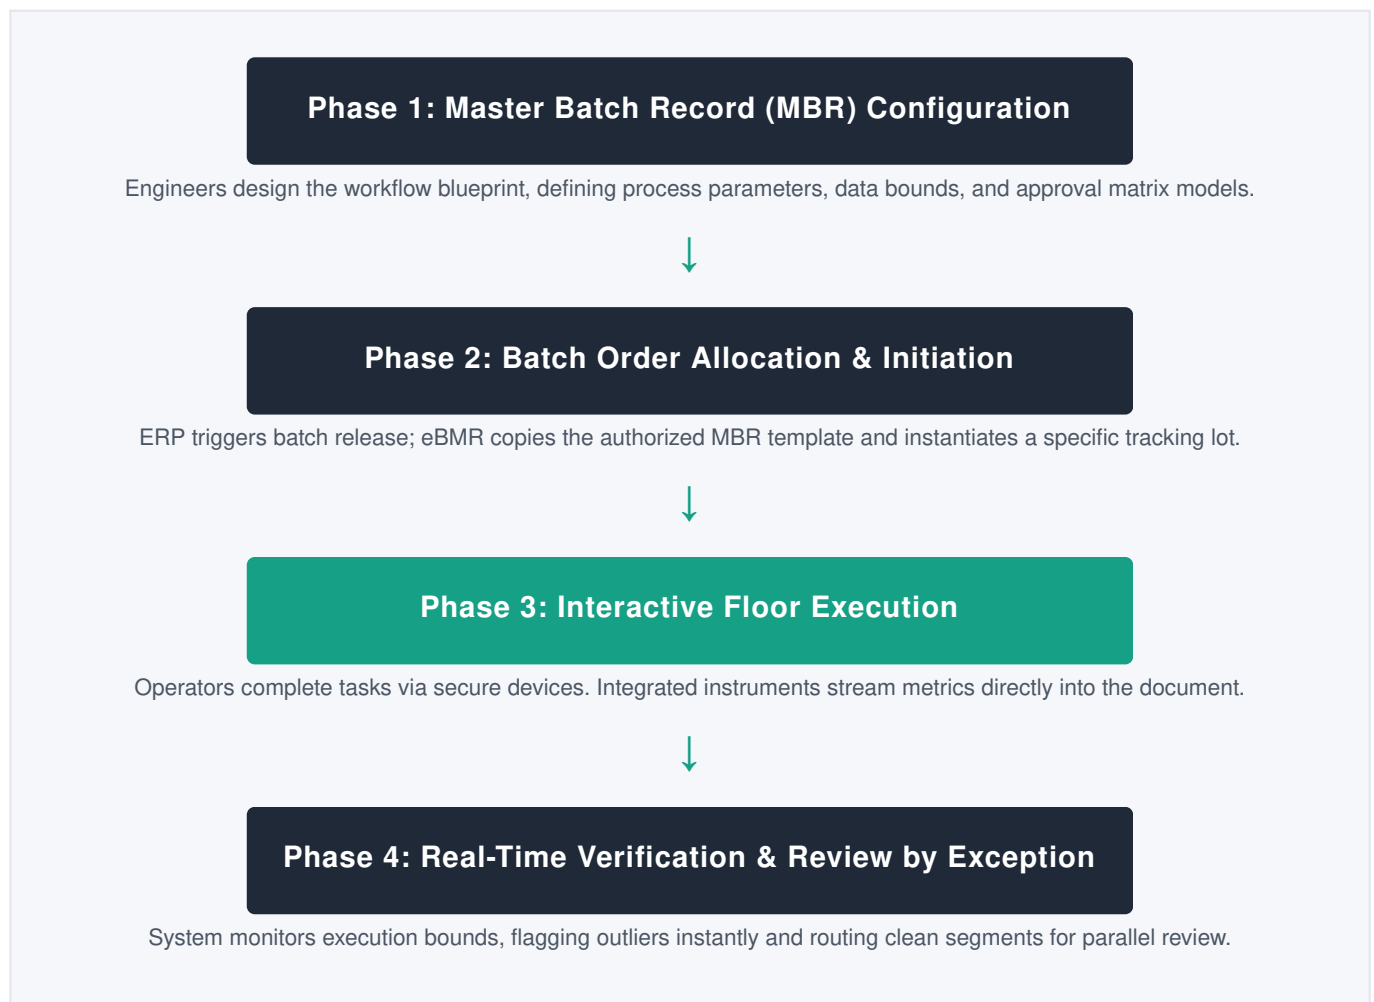 Phase 1: Master Batch Record (MBR) Configuration
Engineers design the workflow blueprint, defining process parameters, data bounds, and approval matrix models.
↓
Phase 2: Batch Order Allocation & Initiation
ERP triggers batch release; eBMR copies the authorized MBR template and instantiates a specific tracking lot.
↓
Phase 3: Interactive Floor Execution
Operators complete tasks via secure devices. Integrated instruments stream metrics directly into the document.
↓
Phase 4: Real-Time Verification & Review by Exception
System monitors execution bounds, flagging outliers instantly and routing clean segments for parallel review.